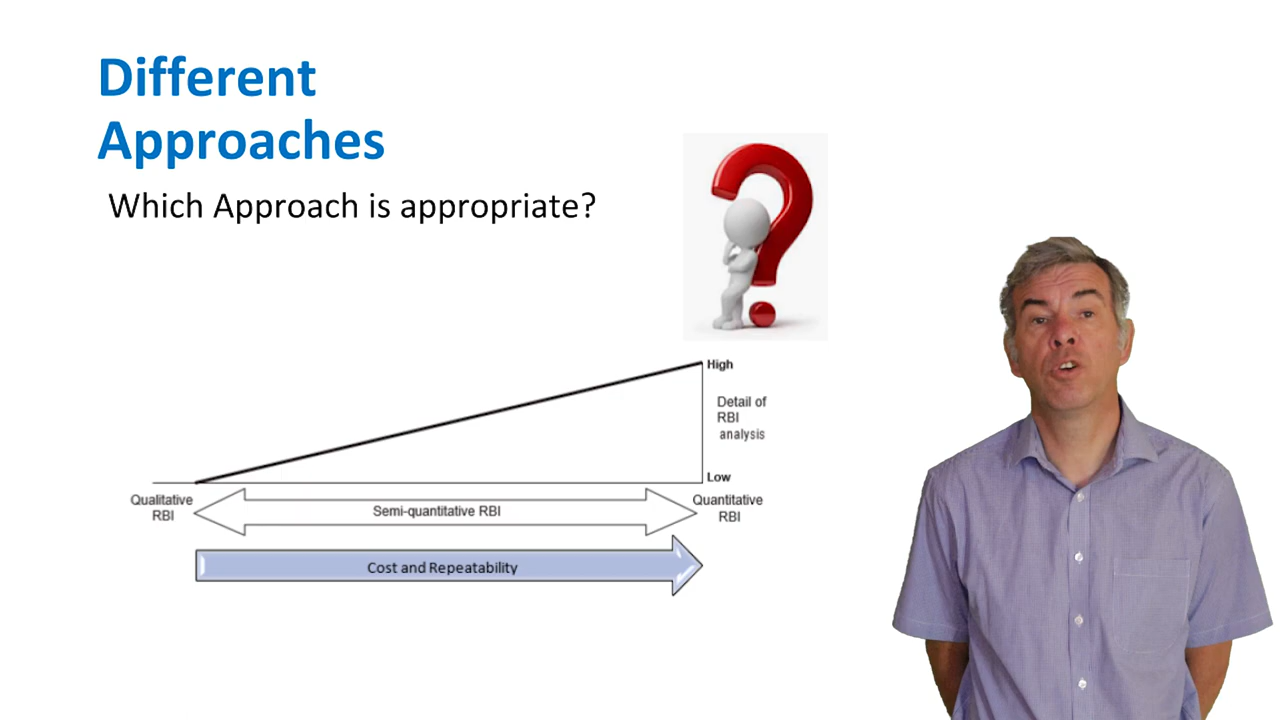 Different
Approaches
Which Approach is appropriate?
High
Detail of
RBI
analysis
Low
Qualitative
RBI
Semi-quantitative RBI
Quantitative
RBI
Cost and Repeatability